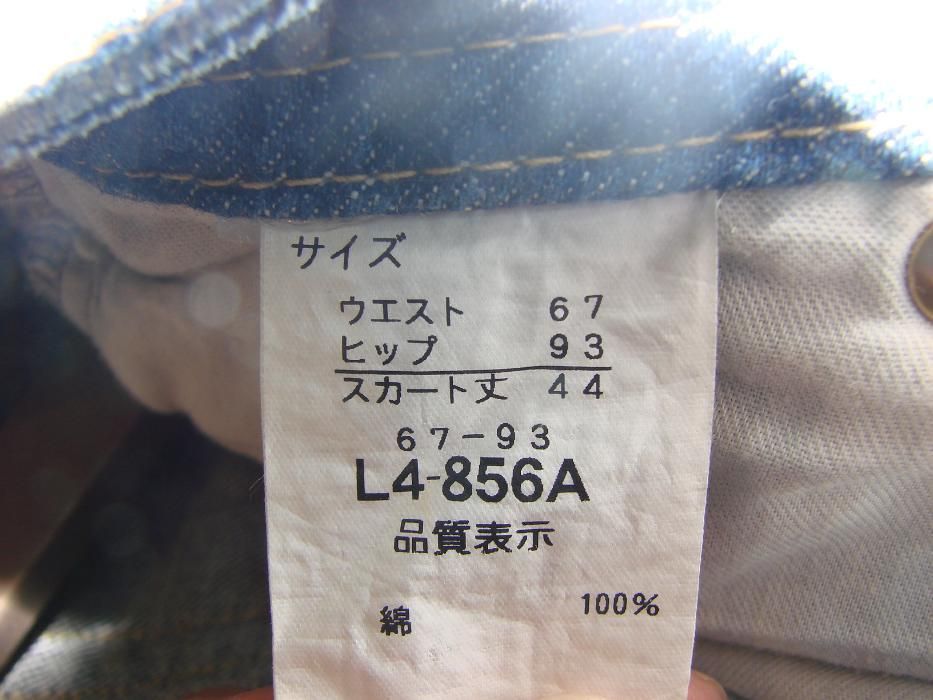 サイズ
ウエスト 67
ヒップ 93
スカート丈 44
67-93
L4-856A
品質表示
綿 100%